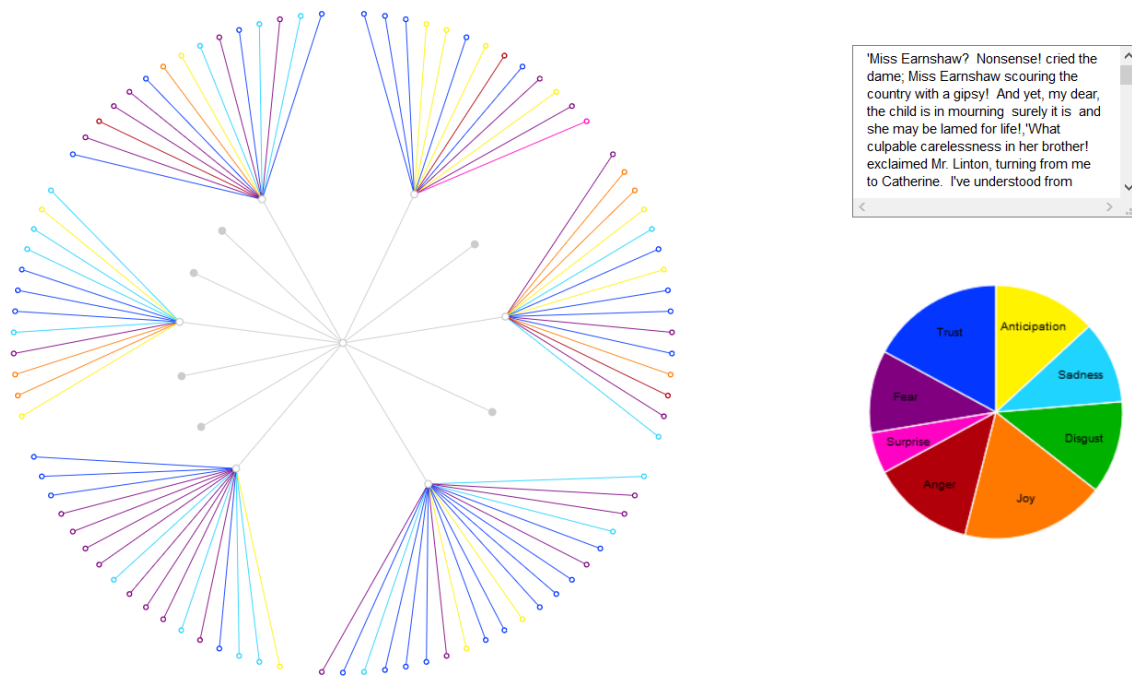 'Miss Earnshaw?  Nonsense! cried the
dame; Miss Earnshaw scouring the
country with a gipsy!  And yet, my dear,
the child is in mourning  surely it is  and
she may be lamed for life!,'What
culpable carelessness in her brother!
exclaimed Mr. Linton, turning from me
to Catherine.  I've understood from
Trust
Anticipation
Sadness
Fear
Surprise
Disgust
Anger
Joy